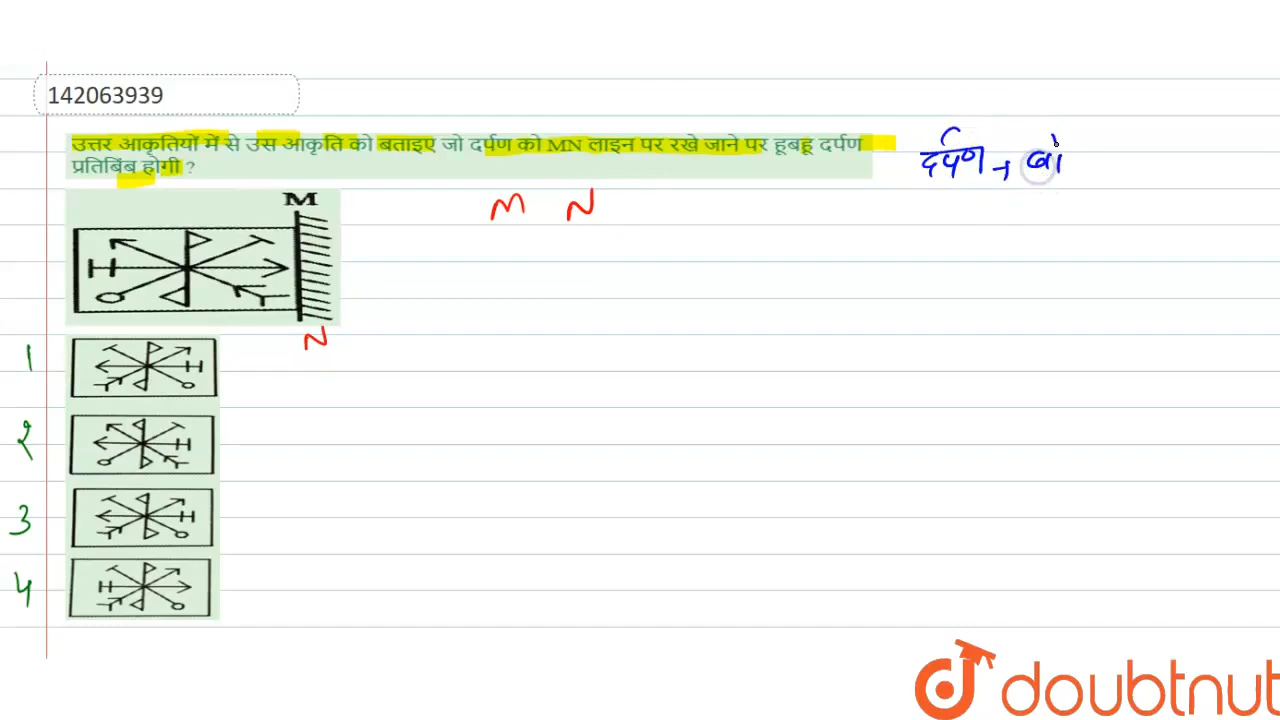 142063939
उत्तर आकृतियों में से उस आकृति को बताइए जो दर्पण को MN लाइन पर रखे जाने पर हूबहू दर्पण
प्रतिबिंब होगी ?
दर्पण → बां
M
M N
N
1
२
3
4
doubtnut